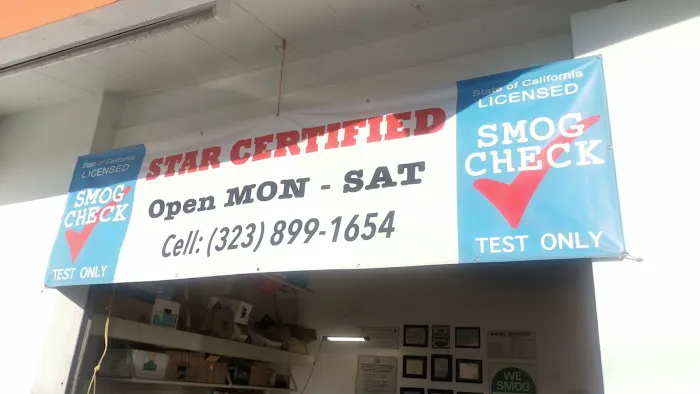 State of California
LICENSED
SMOG
CHECK
TEST ONLY
STAR CERTIFIED
Open MON - SAT
Cell: (323) 899-1654
State of California
LICENSED
SMOG
CHECK
TEST ONLY
WE
SMOG